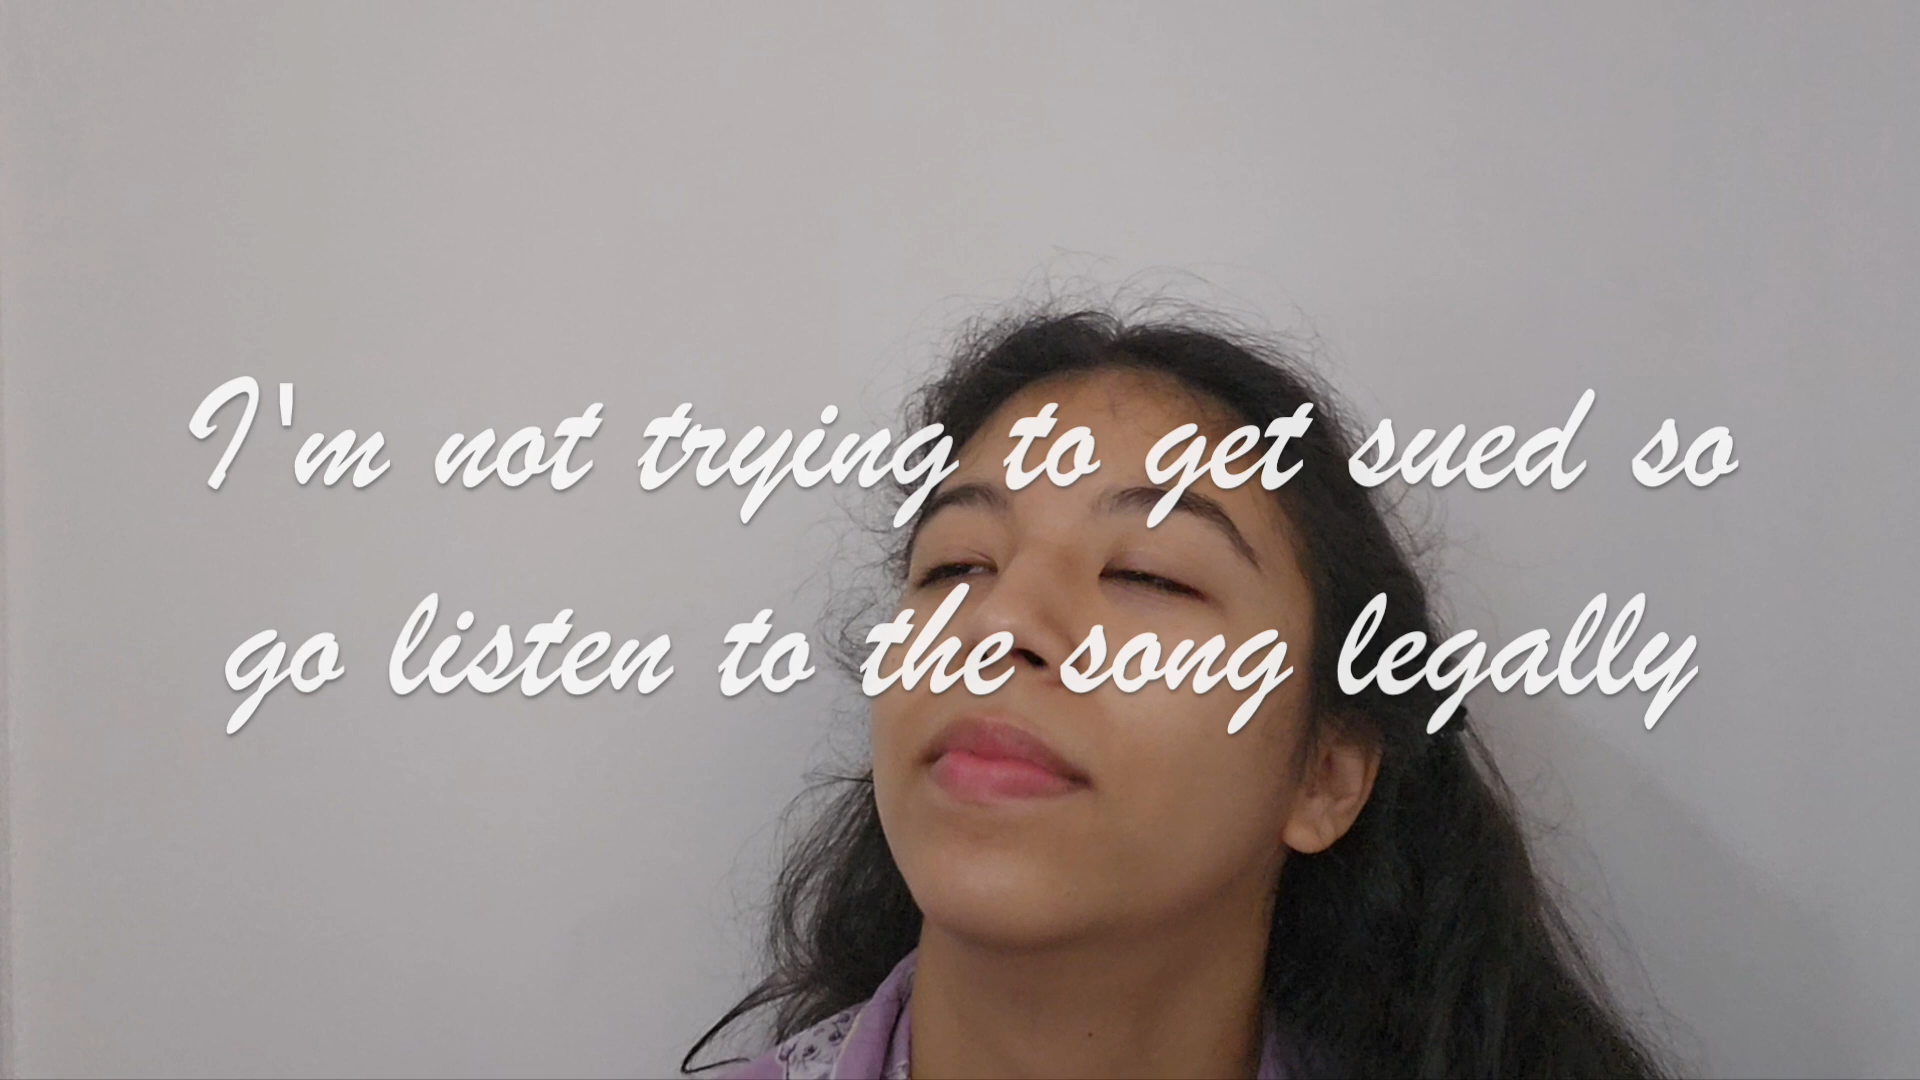 I'm not trying to get sued so
go listen to the song legally